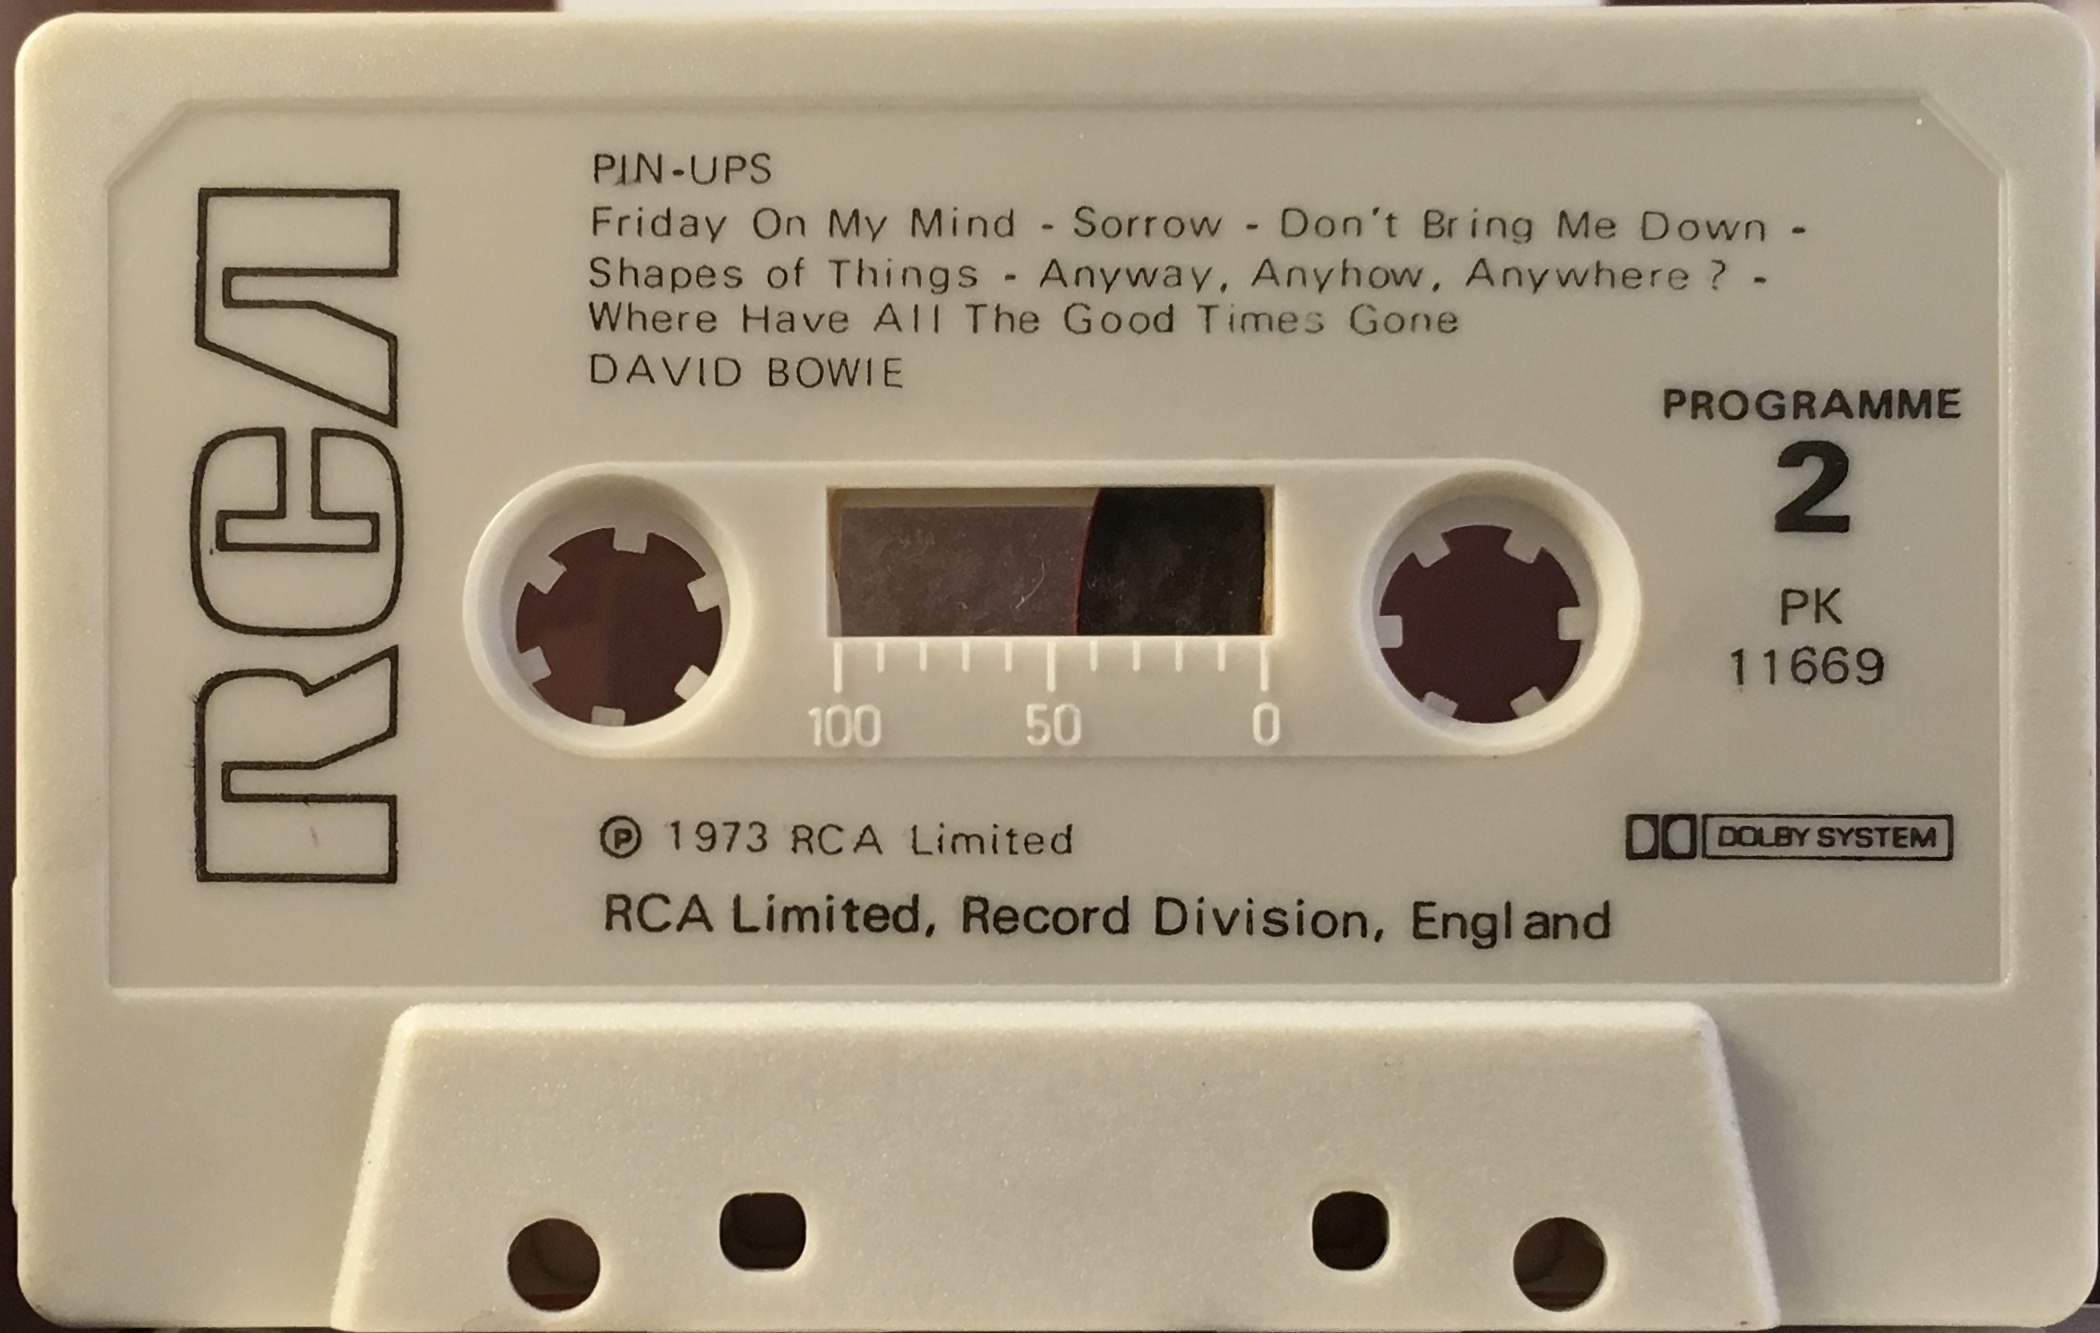 RCA
PIN-UPS
Friday On My Mind - Sorrow - Don't Bring Me Down -
Shapes of Things - Anyway, Anyhow, Anywhere ? -
Where Have All The Good Times Gone
DAVID BOWIE
PROGRAMME
2
PK
11669
100 50 0
℗ 1973 RCA Limited
DOLBY SYSTEM
RCA Limited, Record Division, England